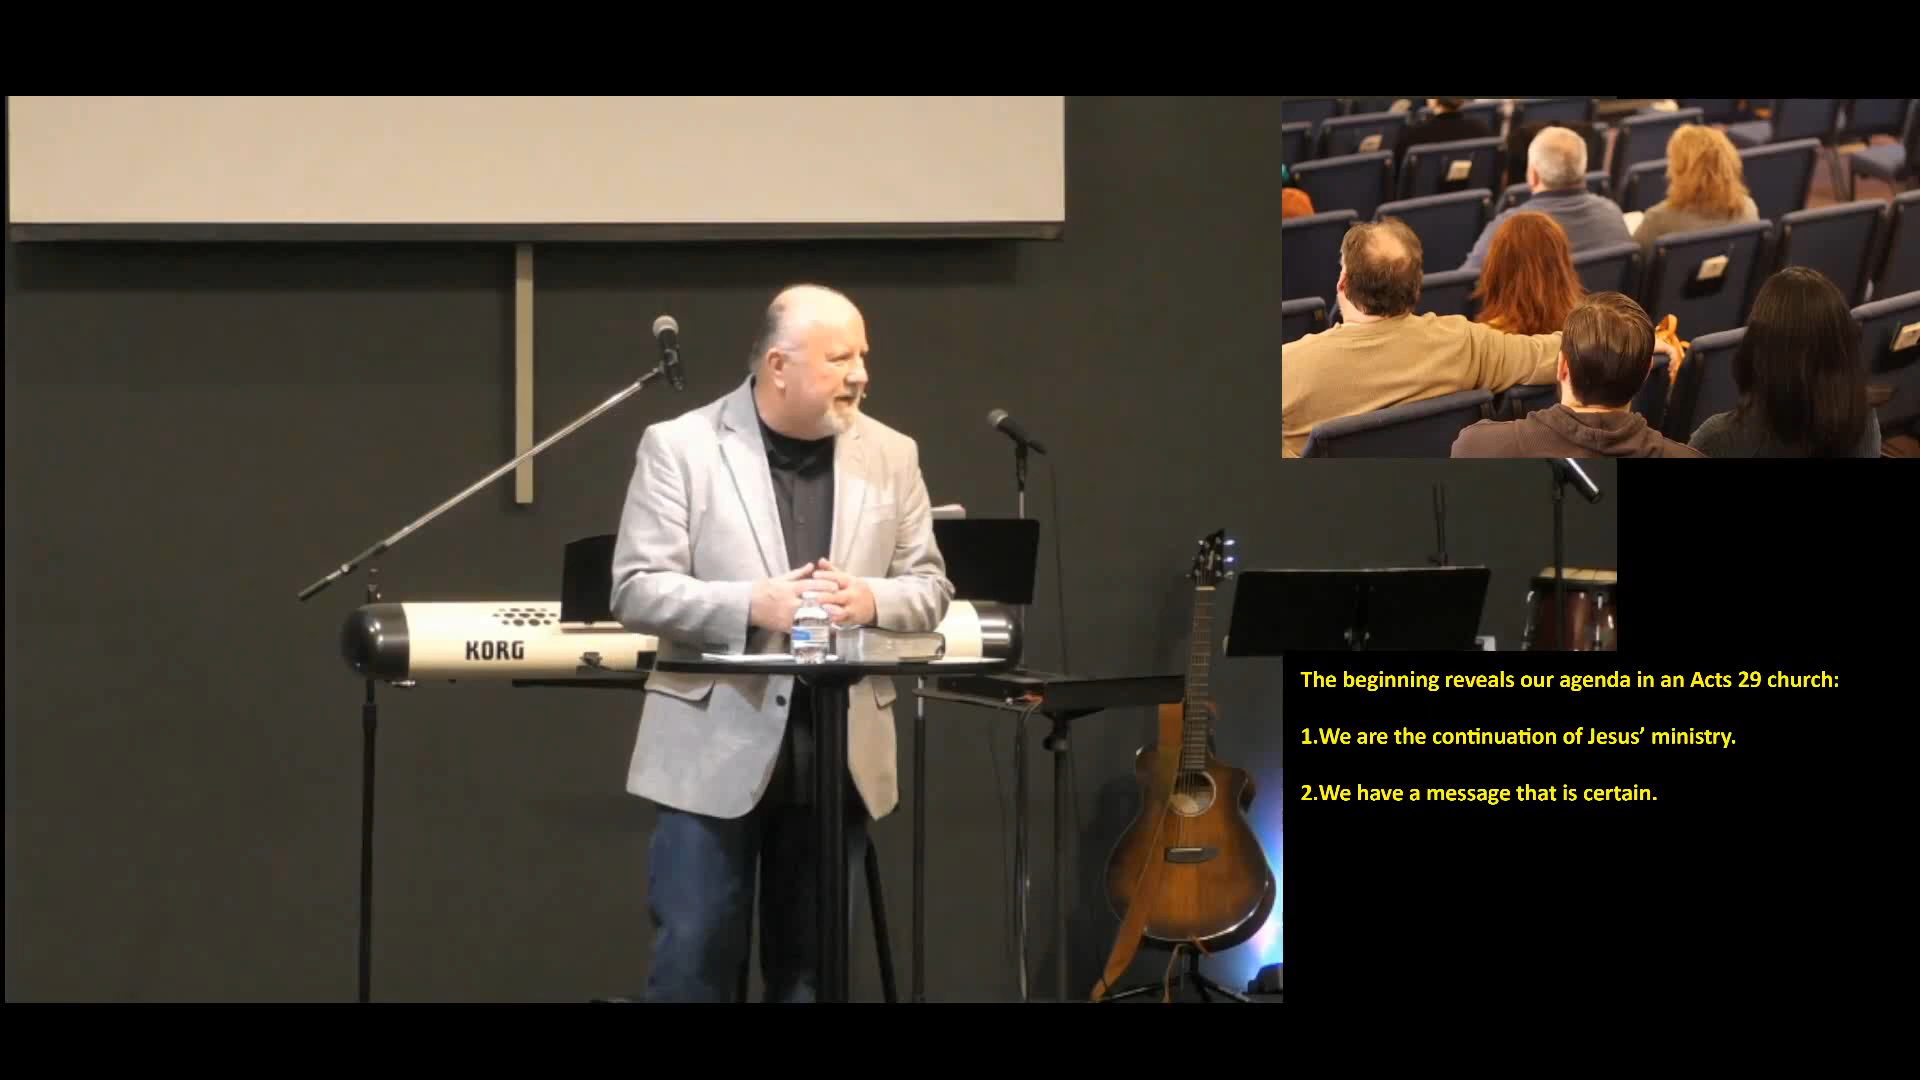 KORG
The beginning reveals our agenda in an Acts 29 church:
1.We are the continuation of Jesus’ ministry.
2.We have a message that is certain.